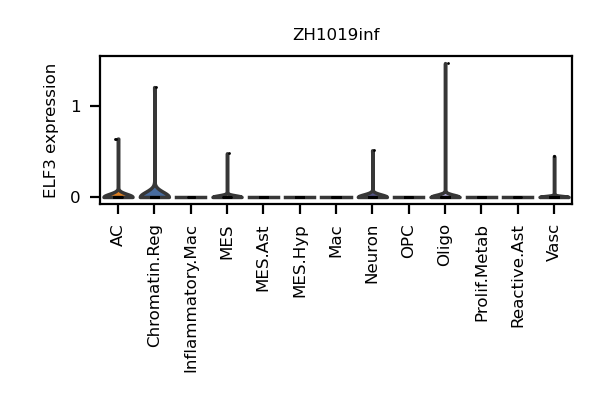 ZH1019inf
ELF3 expression
1
0
AC
Chromatin.Reg
Inflammatory.Mac
MES
MES.Ast
MES.Hyp
Mac
Neuron
OPC
Oligo
Prolif.Metab
Reactive.Ast
Vasc